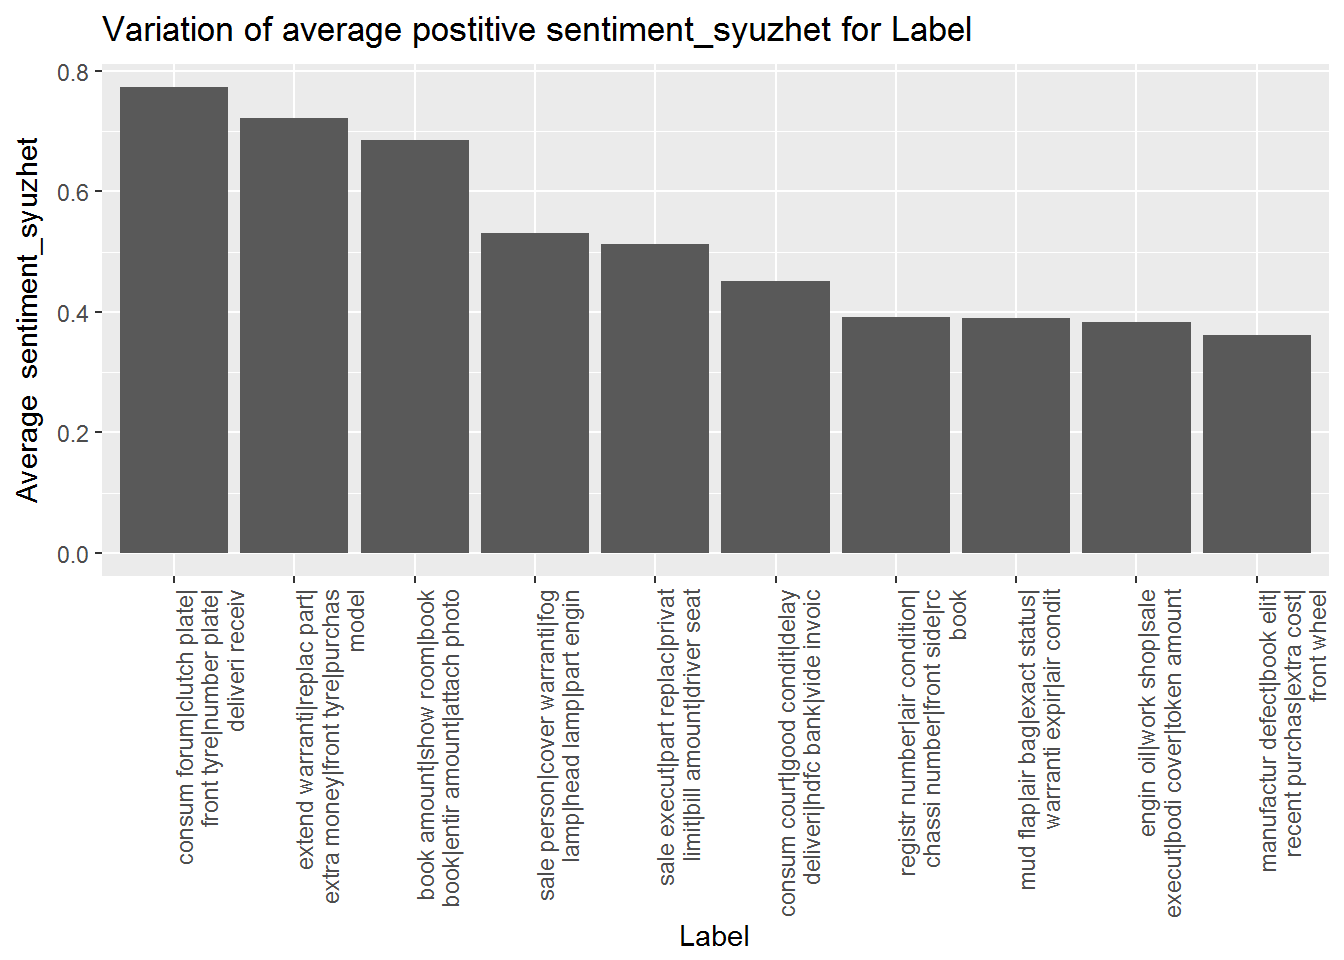 Variation of average postitive sentiment_syuzhet for Label
Average  sentiment_syuzhet
0.8
0.6
0.4
0.2
0.0
consum forum|clutch plate|
front tyre|number plate|
deliveri receiv
extend warranti|replac part|
extra money|front tyre|purchas
model
book amount|show room|book
book|entir amount|attach photo
sale person|cover warranti|fog
lamp|head lamp|part engin
sale execut|part replac|privat
limit|bill amount|driver seat
consum court|good condit|delay
deliveri|hdfc bank|vide invoic
registr number|air condition|
chassi number|front side|rc
book
mud flap|air bag|exact status|
warranti expir|air condit
engin oil|work shop|sale
execut|bodi cover|token amount
manufactur defect|book elit|
recent purchas|extra cost|
front wheel
Label